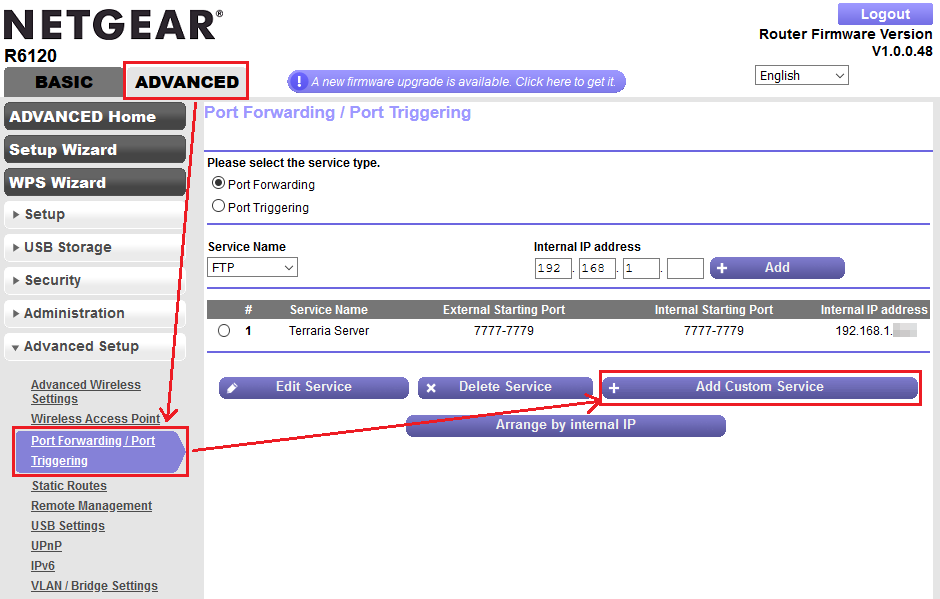 NETGEAR®
R6120
Logout
Router Firmware Version
V1.0.0.48
BASIC
ADVANCED
A new firmware upgrade is available. Click here to get it.
English
ADVANCED Home
Setup Wizard
WPS Wizard
Setup
USB Storage
Security
Administration
Advanced Setup
Advanced Wireless
Settings
Wireless Access Point
Port Forwarding / Port
Triggering
Static Routes
Remote Management
USB Settings
UPnP
IPv6
VLAN / Bridge Settings
Port Forwarding / Port Triggering
Please select the service type.
Port Forwarding
Port Triggering
Service Name Internal IP address
FTP 192 . 168 . 1 . Add
# Service Name External Starting Port Internal Starting Port Internal IP address
1 Terraria Server 7777-7779 7777-7779 192.168.1.
Edit Service Delete Service Add Custom Service
Arrange by internal IP